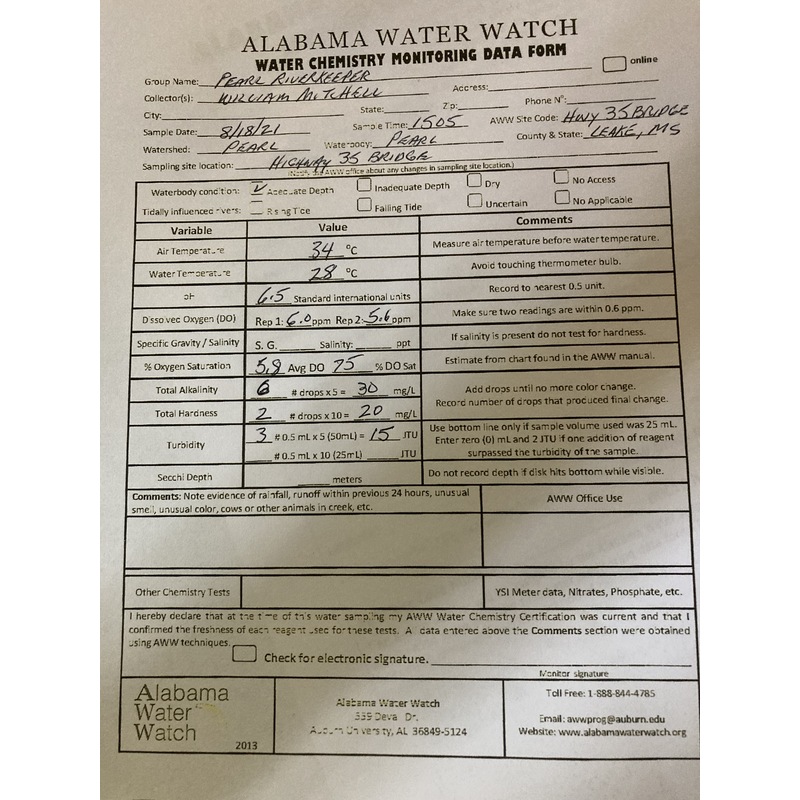 ALABAMA WATER WATCH
WATER CHEMISTRY MONITORING DATA FORM
online
Group Name: PEARL RIVERKEEPER
Collector(s): WILLIAM MITCHELL Address:
City: State: Zip: Phone Nº:
Sample Date: 8/18/21 Sample Time: 1505 AWW Site Code: HWY 35 BRIDGE
Watershed: PEARL Waterbody: PEARL County & State: LEAKE, MS
Sampling site location: HIGHWAY 35 BRIDGE
(Notify the AWW office about any changes in sampling site location.)
Waterbody condition: ✓ Adequate Depth Inadequate Depth Dry No Access
Tidally influenced rivers: Rising Tide Falling Tide Uncertain No Applicable
Variable Value Comments
Air Temperature 34 °C Measure air temperature before water temperature.
Water Temperature 28 °C Avoid touching thermometer bulb.
pH 6.5 Standard international units Record to nearest 0.5 unit.
Dissolved Oxygen (DO) Rep 1: 6.0 ppm Rep 2: 5.6 ppm Make sure two readings are within 0.6 ppm.
Specific Gravity / Salinity S. G. Salinity: ppt If salinity is present do not test for hardness.
% Oxygen Saturation 5.8 Avg DO 75 % DO Sat Estimate from chart found in the AWW manual.
Total Alkalinity 6 # drops x 5 = 30 mg/L Add drops until no more color change.
Total Hardness 2 # drops x 10 = 20 mg/L Record number of drops that produced final change.
Turbidity 3 # 0.5 mL x 5 (50mL) = 15 JTU Use bottom line only if sample volume used was 25 mL.
Enter zero (0) mL and 2 JTU if one addition of reagent
# 0.5 mL x 10 (25mL) JTU surpassed the turbidity of the sample.
Secchi Depth meters Do not record depth if disk hits bottom while visible.
Comments: Note evidence of rainfall, runoff within previous 24 hours, unusual
smell, unusual color, cows or other animals in creek, etc.
AWW Office Use
Other Chemistry Tests YSI Meter data, Nitrates, Phosphate, etc.
I hereby declare that at the time of this water sampling my AWW Water Chemistry Certification was current and that I
confirmed the freshness of each reagent used for these tests. All data entered above the Comments section were obtained
using AWW techniques.
Check for electronic signature.
Monitor signature
Alabama
Water
Watch
2013
Alabama Water Watch
559 Devall Dr.
Auburn University, AL 36849-5124
Toll Free: 1-888-844-4785
Email: awwprog@auburn.edu
Website: www.alabamawaterwatch.org